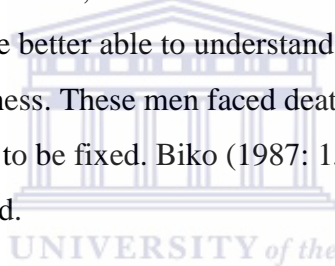 e better able to understand
ness. These men faced deat
to be fixed. Biko (1987: 1
d.
UNIVERSITY of the